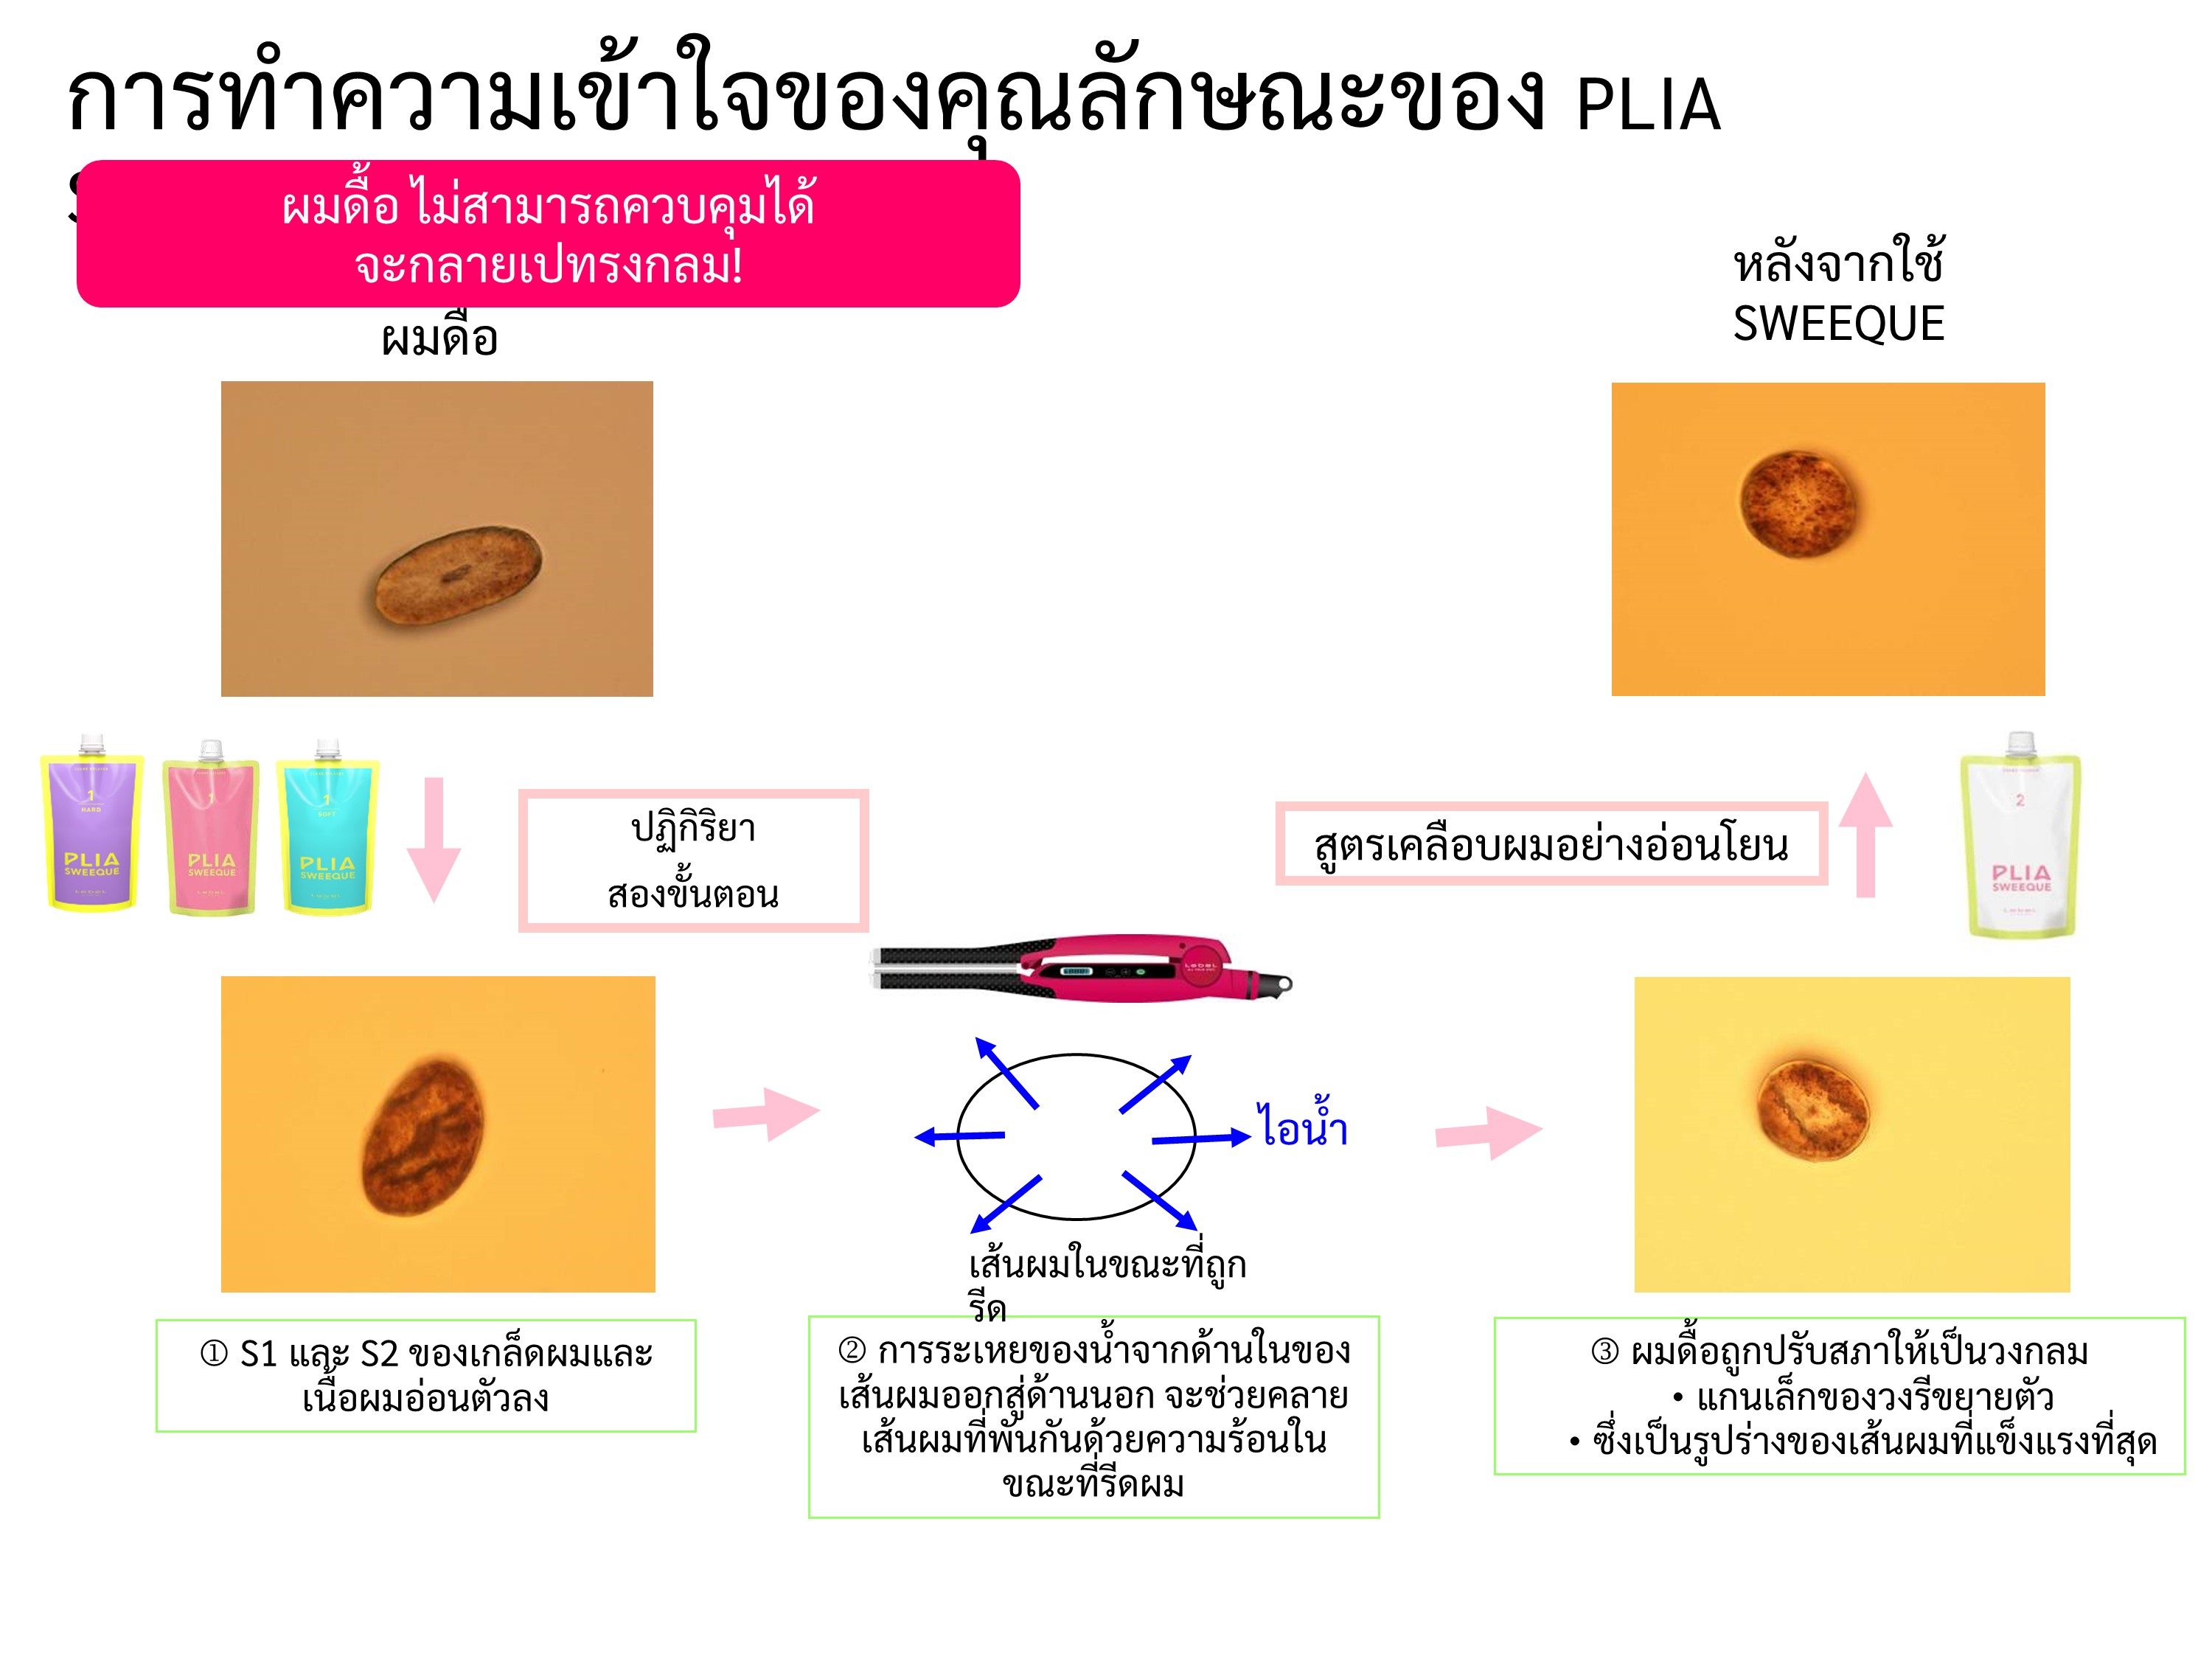 การทำความเข้าใจของคุณลักษณะของ PLIA
ผมดื้อ ไม่สามารถควบคุมได้
จะกลายเปทรงกลม!
หลังจากใช้
SWEEQUE
ผมดื้อ
1
HARD
PLIA
SWEEQUE
1
PLIA
SWEEQUE
1
SOFT
PLIA
SWEEQUE
ปฏิกิริยา
สองขั้นตอน
สูตรเคลือบผมอย่างอ่อนโยน
2
PLIA
SWEEQUE
LebeL
ไอน้ำ
เส้นผมในขณะที่ถูก
รีด
① S1 และ S2 ของเกล็ดผมและ
เนื้อผมอ่อนตัวลง
② การระเหยของน้ำจากด้านในของ
เส้นผมออกสู่ด้านนอก จะช่วยคลาย
เส้นผมที่พันกันด้วยความร้อนใน
ขณะที่รีดผม
③ ผมดื้อถูกปรับสภาให้เป็นวงกลม
• แกนเล็กของวงรีขยายตัว
• ซึ่งเป็นรูปร่างของเส้นผมที่แข็งแรงที่สุด